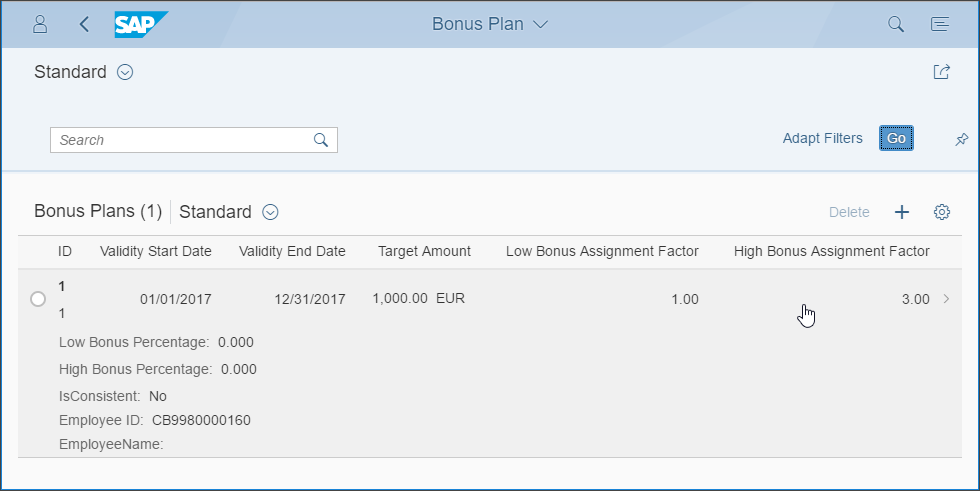 SAP Bonus Plan
Standard
Search Adapt Filters Go
Bonus Plans (1) Standard Delete
ID Validity Start Date Validity End Date Target Amount Low Bonus Assignment Factor High Bonus Assignment Factor
1
01/01/2017 12/31/2017 1,000.00 EUR 1.00 3.00
1
Low Bonus Percentage: 0.000
High Bonus Percentage: 0.000
IsConsistent: No
Employee ID: CB9980000160
EmployeeName: